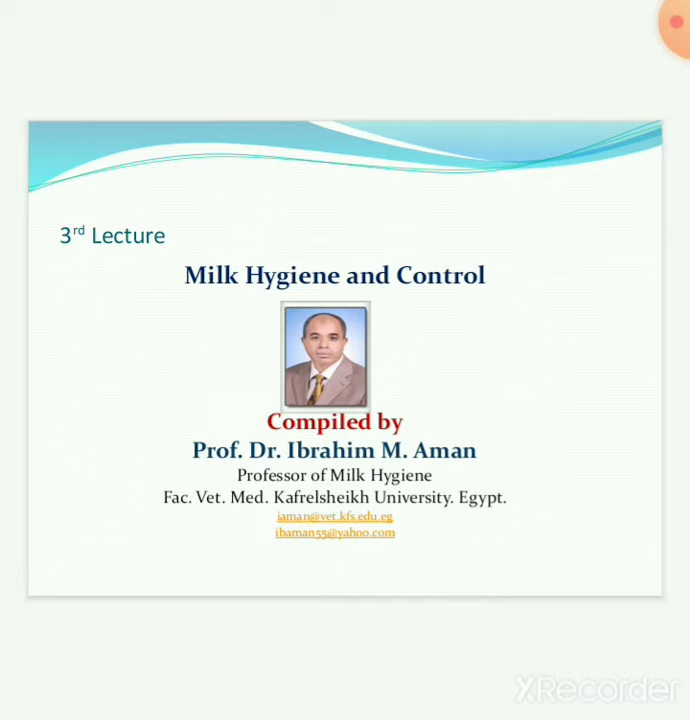 3rd Lecture
Milk Hygiene and Control
Compiled by
Prof. Dr. Ibrahim M. Aman
Professor of Milk Hygiene
Fac. Vet. Med. Kafrelsheikh University. Egypt.
iaman@vet.kfs.edu.eg
ibaman55@yahoo.com
XRecorder